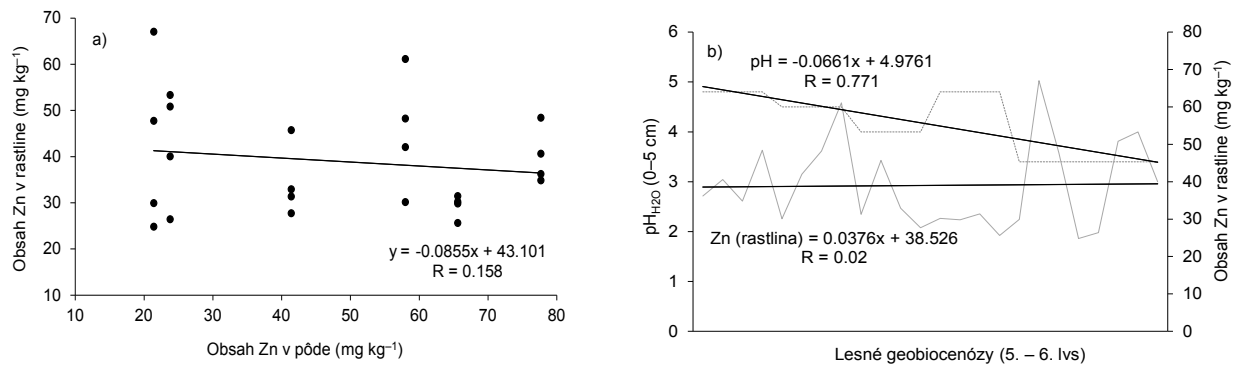 a)
Obsah Zn v rastline (mg kg⁻¹)
70
60
50
40
30
20
10
y = -0.0855x + 43.101
R = 0.158
10 20 30 40 50 60 70 80
Obsah Zn v pôde (mg kg⁻¹)
b)
pH_H2O (0–5 cm)
6
5
4
3
2
1
0
pH = -0.0661x + 4.9761
R = 0.771
Zn (rastlina) = 0.0376x + 38.526
R = 0.02
80
70
60
50
40
30
20
10
0
Obsah Zn v rastline (mg kg⁻¹)
Lesné geobiocenózy (5. – 6. lvs)